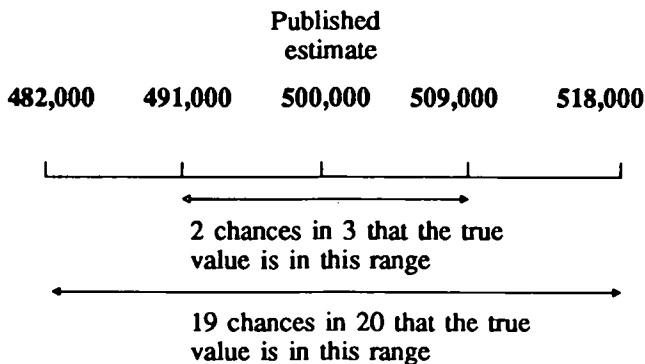 Published
estimate
482,000 491,000 500,000 509,000 518,000
2 chances in 3 that the true
value is in this range
19 chances in 20 that the true
value is in this range